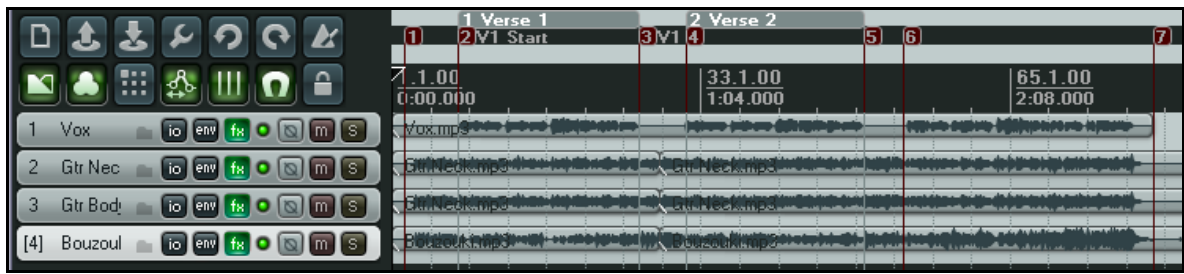 1 Verse 1 2 Verse 2
1 2 V1 Start 3 V1 4 5 6 7
.1.00 33.1.00 65.1.00
0:00.000 1:04.000 2:08.000
1 Vox io env fx m s Vox.mp3
2 Gtr Nec io env fx m s Gtr Neck.mp3 Gtr Neck.mp3
3 Gtr Body io env fx m s Gtr Neck.mp3 Gtr Neck.mp3
[4] Bouzoul io env fx m s Bouzouki.mp3 Bouzouki.mp3